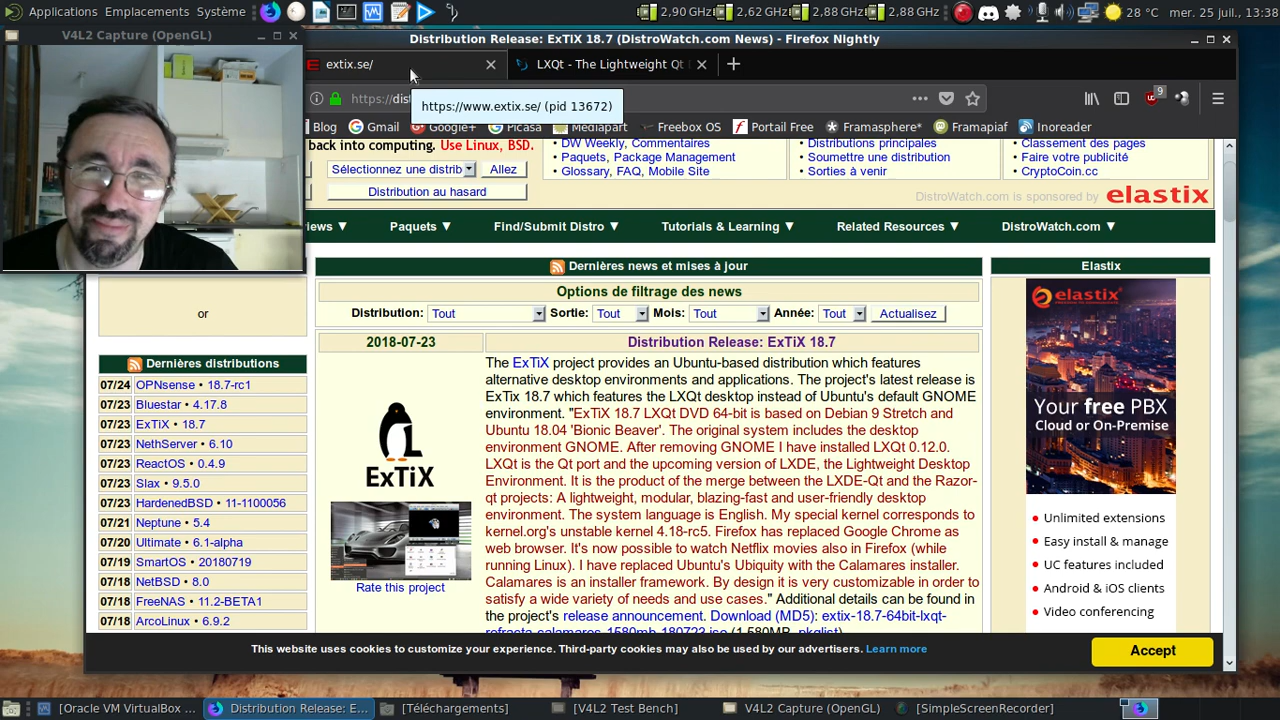 Applications Emplacements Système 2,90 GHz 2,62 GHz 2,83 GHz 2,88 GHz 28 °C mer. 25 juil., 13:38
V4L2 Capture (OpenGL)
Distribution Release: ExTiX 18.7 (DistroWatch.com News) - Firefox Nightly
extix.se/
LXQt - The Lightweight Qt
https://dis
https://www.extix.se/ (pid 13672)
9
Blog Gmail Google+ Picasa Mediapart Freebox OS Portail Free Framasphère* Framapiaf Inoreader
back into computing. Use Linux, BSD.
Sélectionnez une distrib Allez
Distribution au hasard
• DW Weekly, Commentaires
• Paquets, Package Management
• Glossary, FAQ, Mobile Site
• Distributions principales
• Soumettre une distribution
• Sorties à venir
• Classement des pages
• Faire votre publicité
• CryptoCoin.cc
DistroWatch.com is sponsored by elastix
iews ▼ Paquets ▼ Find/Submit Distro ▼ Tutorials & Learning ▼ Related Resources ▼ DistroWatch.com ▼
or
Dernières distributions
07/24 OPNsense • 18.7-rc1
07/23 Bluestar • 4.17.8
07/23 ExTiX • 18.7
07/23 NethServer • 6.10
07/23 ReactOS • 0.4.9
07/23 Slax • 9.5.0
07/23 HardenedBSD • 11-1100056
07/21 Neptune • 5.4
07/20 Ultimate • 6.1-alpha
07/19 SmartOS • 20180719
07/18 NetBSD • 8.0
07/18 FreeNAS • 11.2-BETA1
07/18 ArcoLinux • 6.9.2
Dernières news et mises à jour
Options de filtrage des news
Distribution: Tout Sortie: Tout Mois: Tout Année: Tout Actualisez
2018-07-23
Distribution Release: ExTiX 18.7
ExTiX
Rate this project
The ExTiX project provides an Ubuntu-based distribution which features
alternative desktop environments and applications. The project's latest release is
ExTix 18.7 which features the LXQt desktop instead of Ubuntu's default GNOME
environment. "ExTiX 18.7 LXQt DVD 64-bit is based on Debian 9 Stretch and
Ubuntu 18.04 'Bionic Beaver'. The original system includes the desktop
environment GNOME. After removing GNOME I have installed LXQt 0.12.0.
LXQt is the Qt port and the upcoming version of LXDE, the Lightweight Desktop
Environment. It is the product of the merge between the LXDE-Qt and the Razor-
qt projects: A lightweight, modular, blazing-fast and user-friendly desktop
environment. The system language is English. My special kernel corresponds to
kernel.org's unstable kernel 4.18-rc5. Firefox has replaced Google Chrome as
web browser. It's now possible to watch Netflix movies also in Firefox (while
running Linux). I have replaced Ubuntu's Ubiquity with the Calamares installer.
Calamares is an installer framework. By design it is very customizable in order to
satisfy a wide variety of needs and use cases." Additional details can be found in
the project's release announcement. Download (MD5): extix-18.7-64bit-lxqt-
refracta-calamares-1580mb-180722.iso (1,580MB, pkglist)
Elastix
elastix
Your free PBX
Cloud or On-Premise
• Unlimited extensions
• Easy install & manage
• UC features included
• Android & iOS clients
• Video conferencing
This website uses cookies to customize your experience. Third-party cookies may also be used by our advertisers. Learn more
Accept
[Oracle VM VirtualBox ... Distribution Release: E... [Téléchargements] [V4L2 Test Bench] V4L2 Capture (OpenGL) [SimpleScreenRecorder]